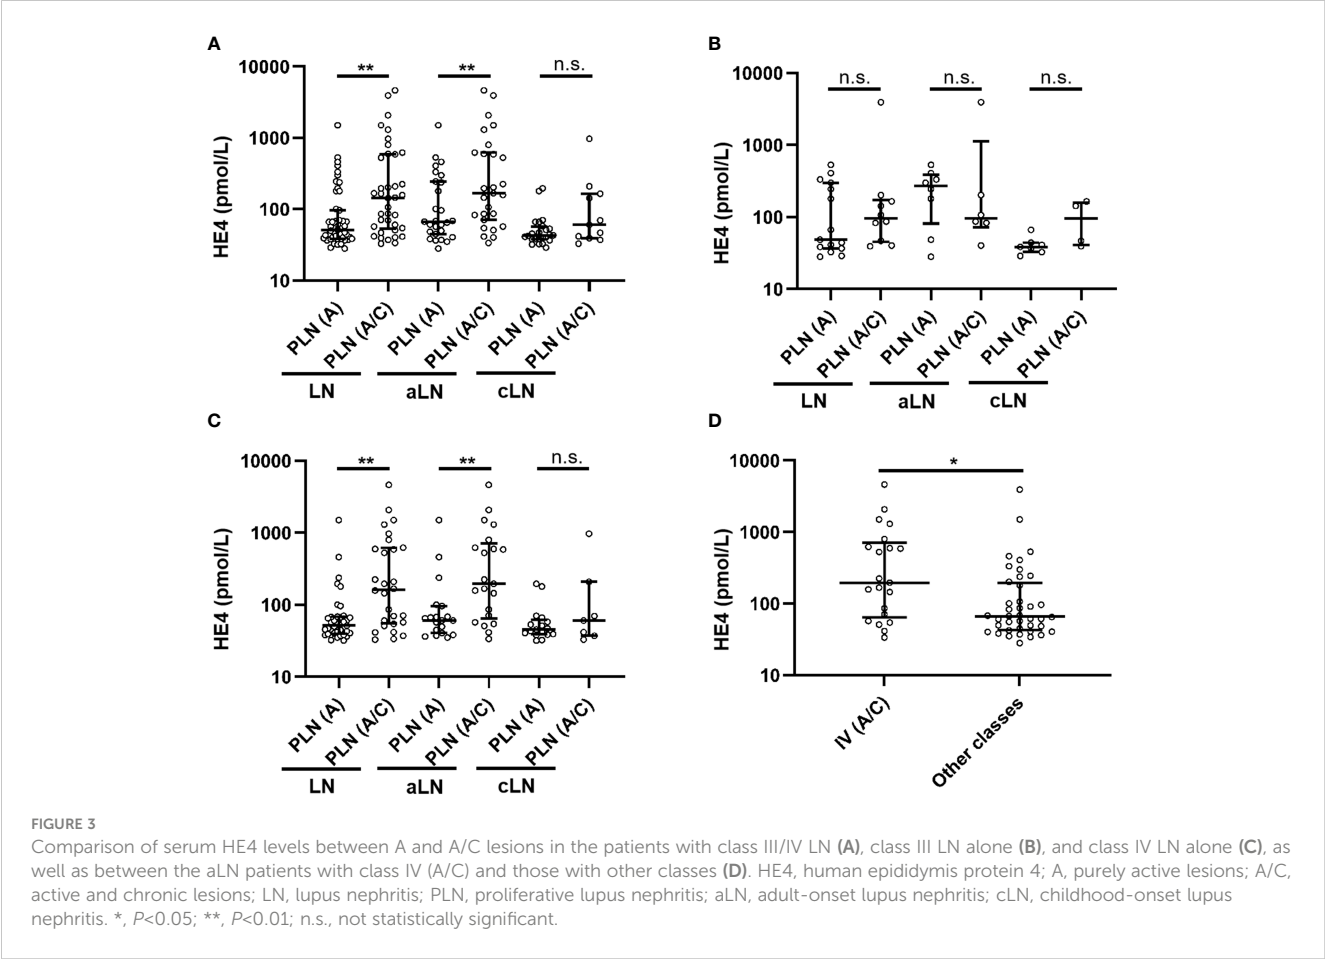 A
HE4 (pmol/L)
10000
1000
100
10
**
**
n.s.
PLN (A)
PLN (A/C)
PLN (A)
PLN (A/C)
PLN (A)
PLN (A/C)
LN
aLN
cLN
B
HE4 (pmol/L)
10000
1000
100
10
n.s.
n.s.
n.s.
PLN (A)
PLN (A/C)
PLN (A)
PLN (A/C)
PLN (A)
PLN (A/C)
LN
aLN
cLN
C
HE4 (pmol/L)
10000
1000
100
10
**
**
n.s.
PLN (A)
PLN (A/C)
PLN (A)
PLN (A/C)
PLN (A)
PLN (A/C)
LN
aLN
cLN
D
HE4 (pmol/L)
10000
1000
100
10
*
IV (A/C)
Other classes
FIGURE 3
Comparison of serum HE4 levels between A and A/C lesions in the patients with class III/IV LN (A), class III LN alone (B), and class IV LN alone (C), as
well as between the aLN patients with class IV (A/C) and those with other classes (D). HE4, human epididymis protein 4; A, purely active lesions; A/C,
active and chronic lesions; LN, lupus nephritis; PLN, proliferative lupus nephritis; aLN, adult-onset lupus nephritis; cLN, childhood-onset lupus
nephritis. *, P<0.05; **, P<0.01; n.s., not statistically significant.